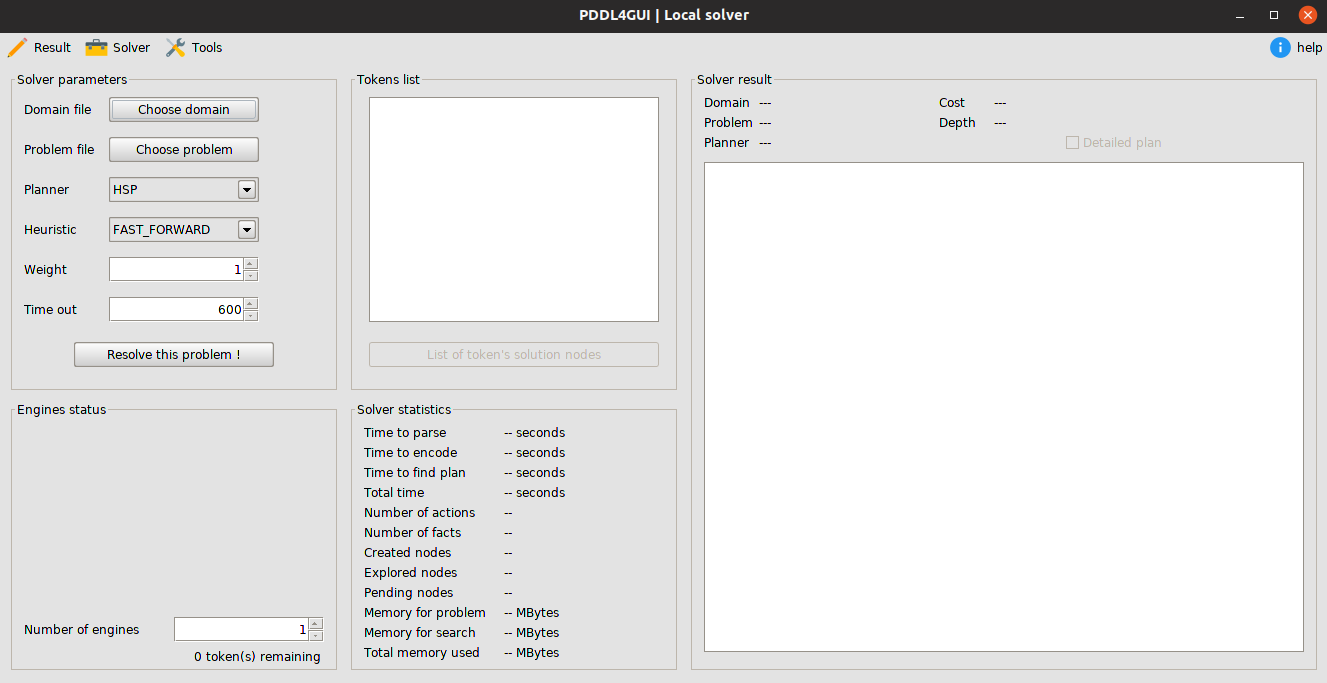 PDDL4GUI | Local solver
Result Solver Tools help
Solver parameters
Domain file Choose domain
Problem file Choose problem
Planner HSP
Heuristic FAST_FORWARD
Weight 1
Time out 600
Resolve this problem !
Tokens list
List of token's solution nodes
Engines status
Number of engines 1
0 token(s) remaining
Solver statistics
Time to parse -- seconds
Time to encode -- seconds
Time to find plan -- seconds
Total time -- seconds
Number of actions --
Number of facts --
Created nodes --
Explored nodes --
Pending nodes --
Memory for problem -- MBytes
Memory for search -- MBytes
Total memory used -- MBytes
Solver result
Domain --- Cost ---
Problem --- Depth ---
Planner --- Detailed plan